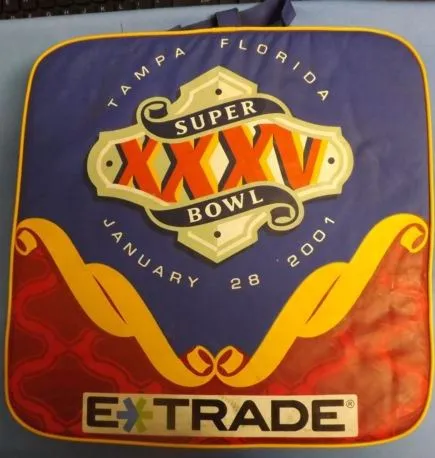 TAMPA FLORIDA
SUPER
XXXV
BOWL
JANUARY 28 2001
E*TRADE®